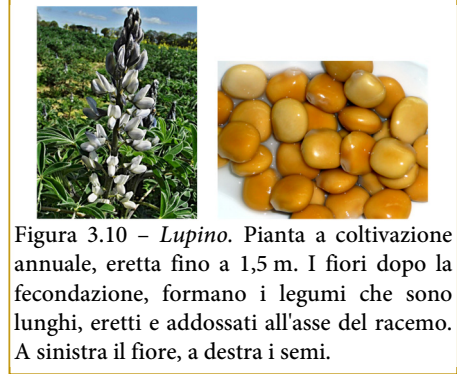 Figura 3.10 – Lupino. Pianta a coltivazione
annuale, eretta fino a 1,5 m. I fiori dopo la
fecondazione, formano i legumi che sono
lunghi, eretti e addossati all'asse del racemo.
A sinistra il fiore, a destra i semi.